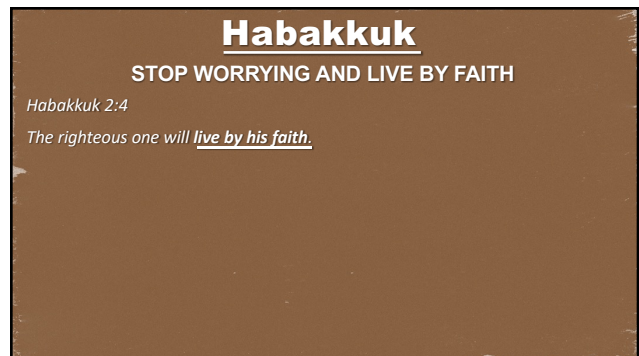 Habakkuk
STOP WORRYING AND LIVE BY FAITH
Habakkuk 2:4
The righteous one will live by his faith.